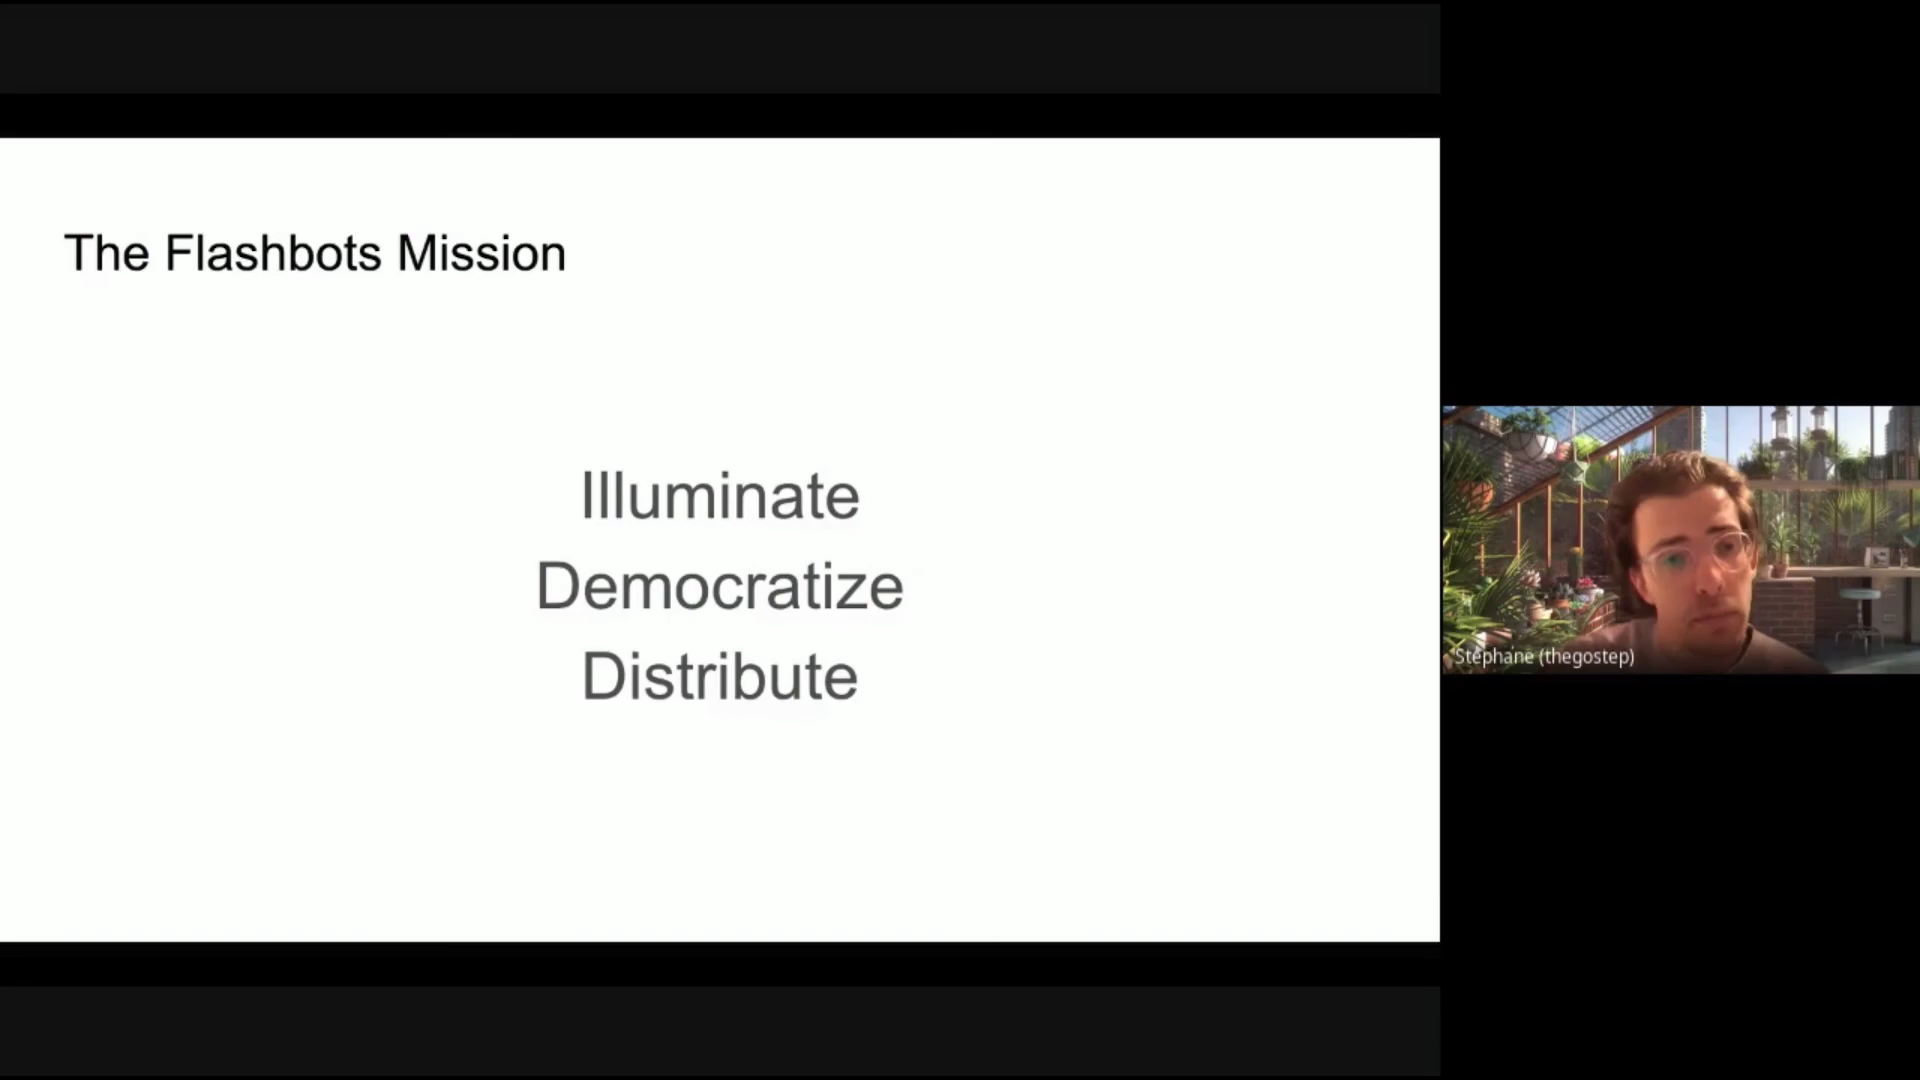 The Flashbots Mission
Illuminate
Democratize
Distribute
Stéphane (thegostep)